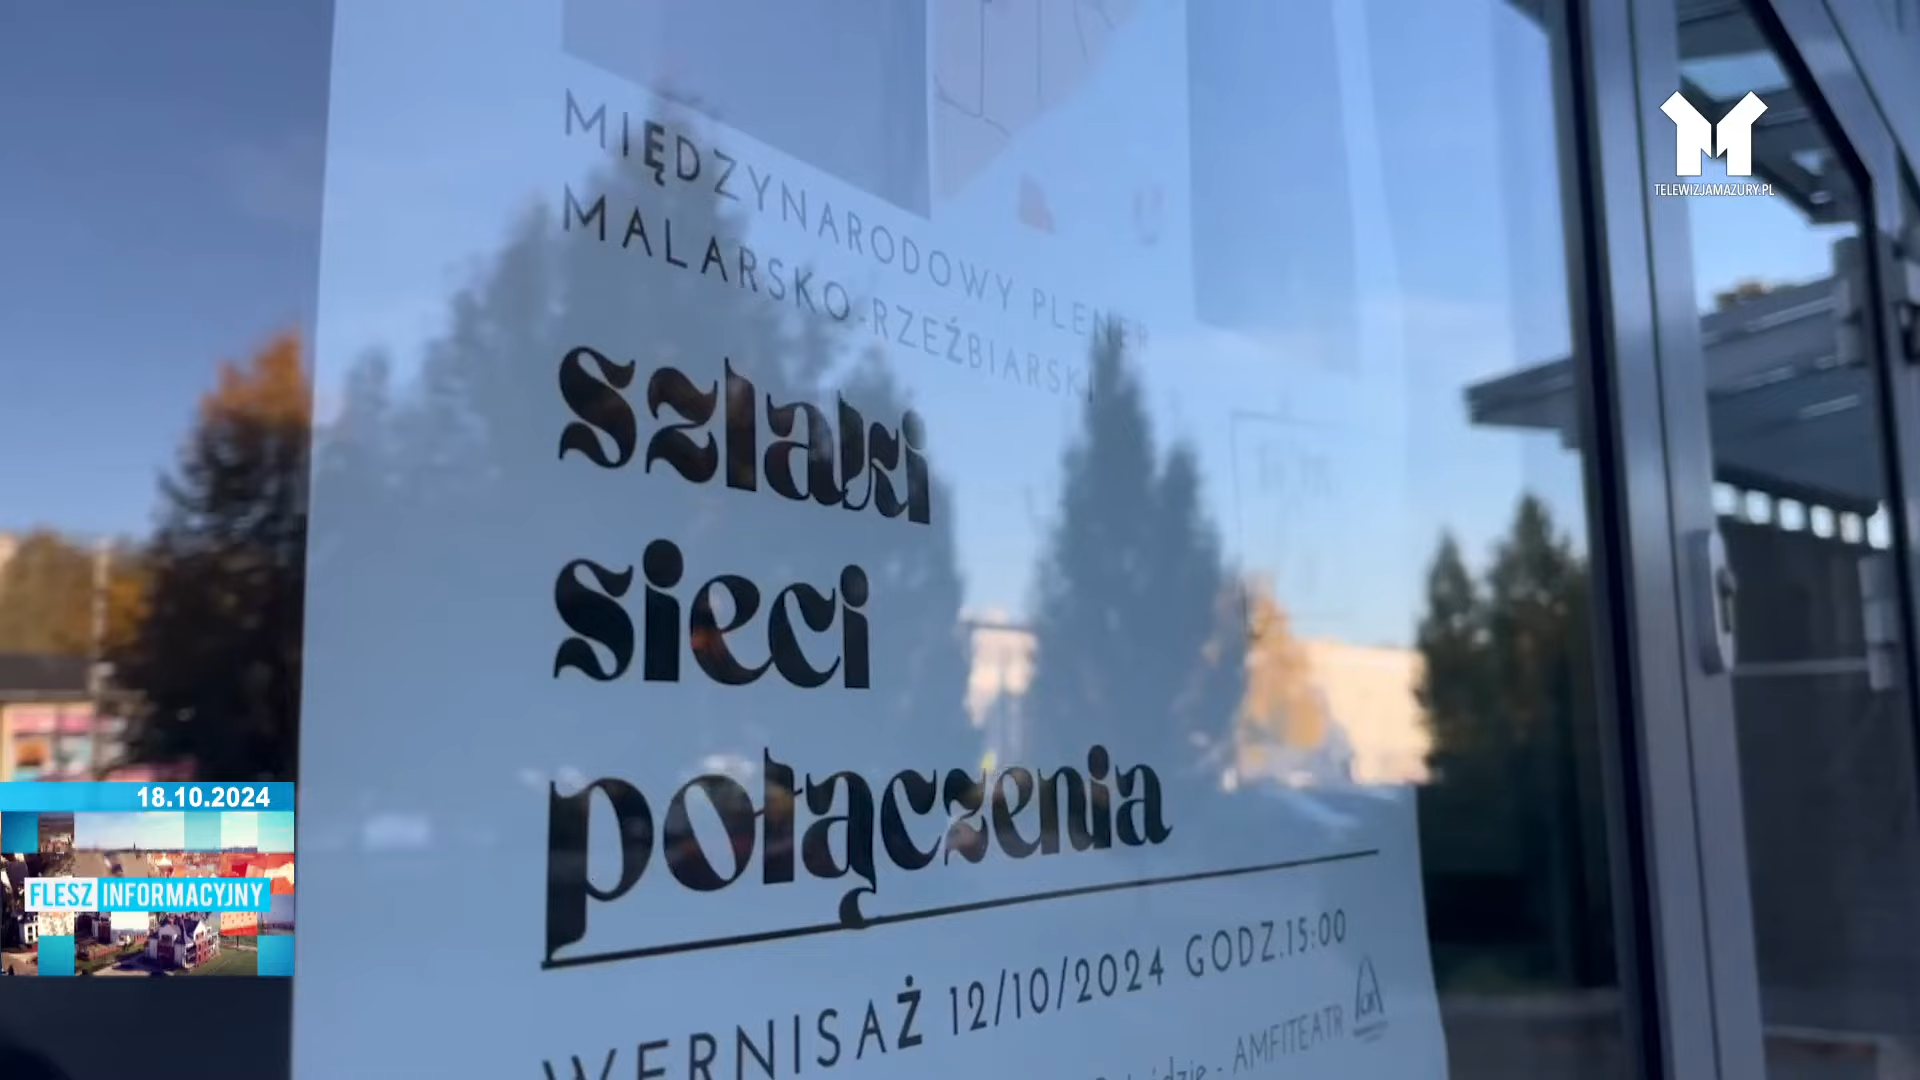 MIĘDZYNARODOWY PLENER
MALARSKO-RZEŹBIARSKI
szlaki
sieci
połączenia
WERNISAŻ 12/10/2024 GODZ.15:00
- AMFITEATR
TELEWIZJAMAZURY.PL
18.10.2024
FLESZ INFORMACYJNY